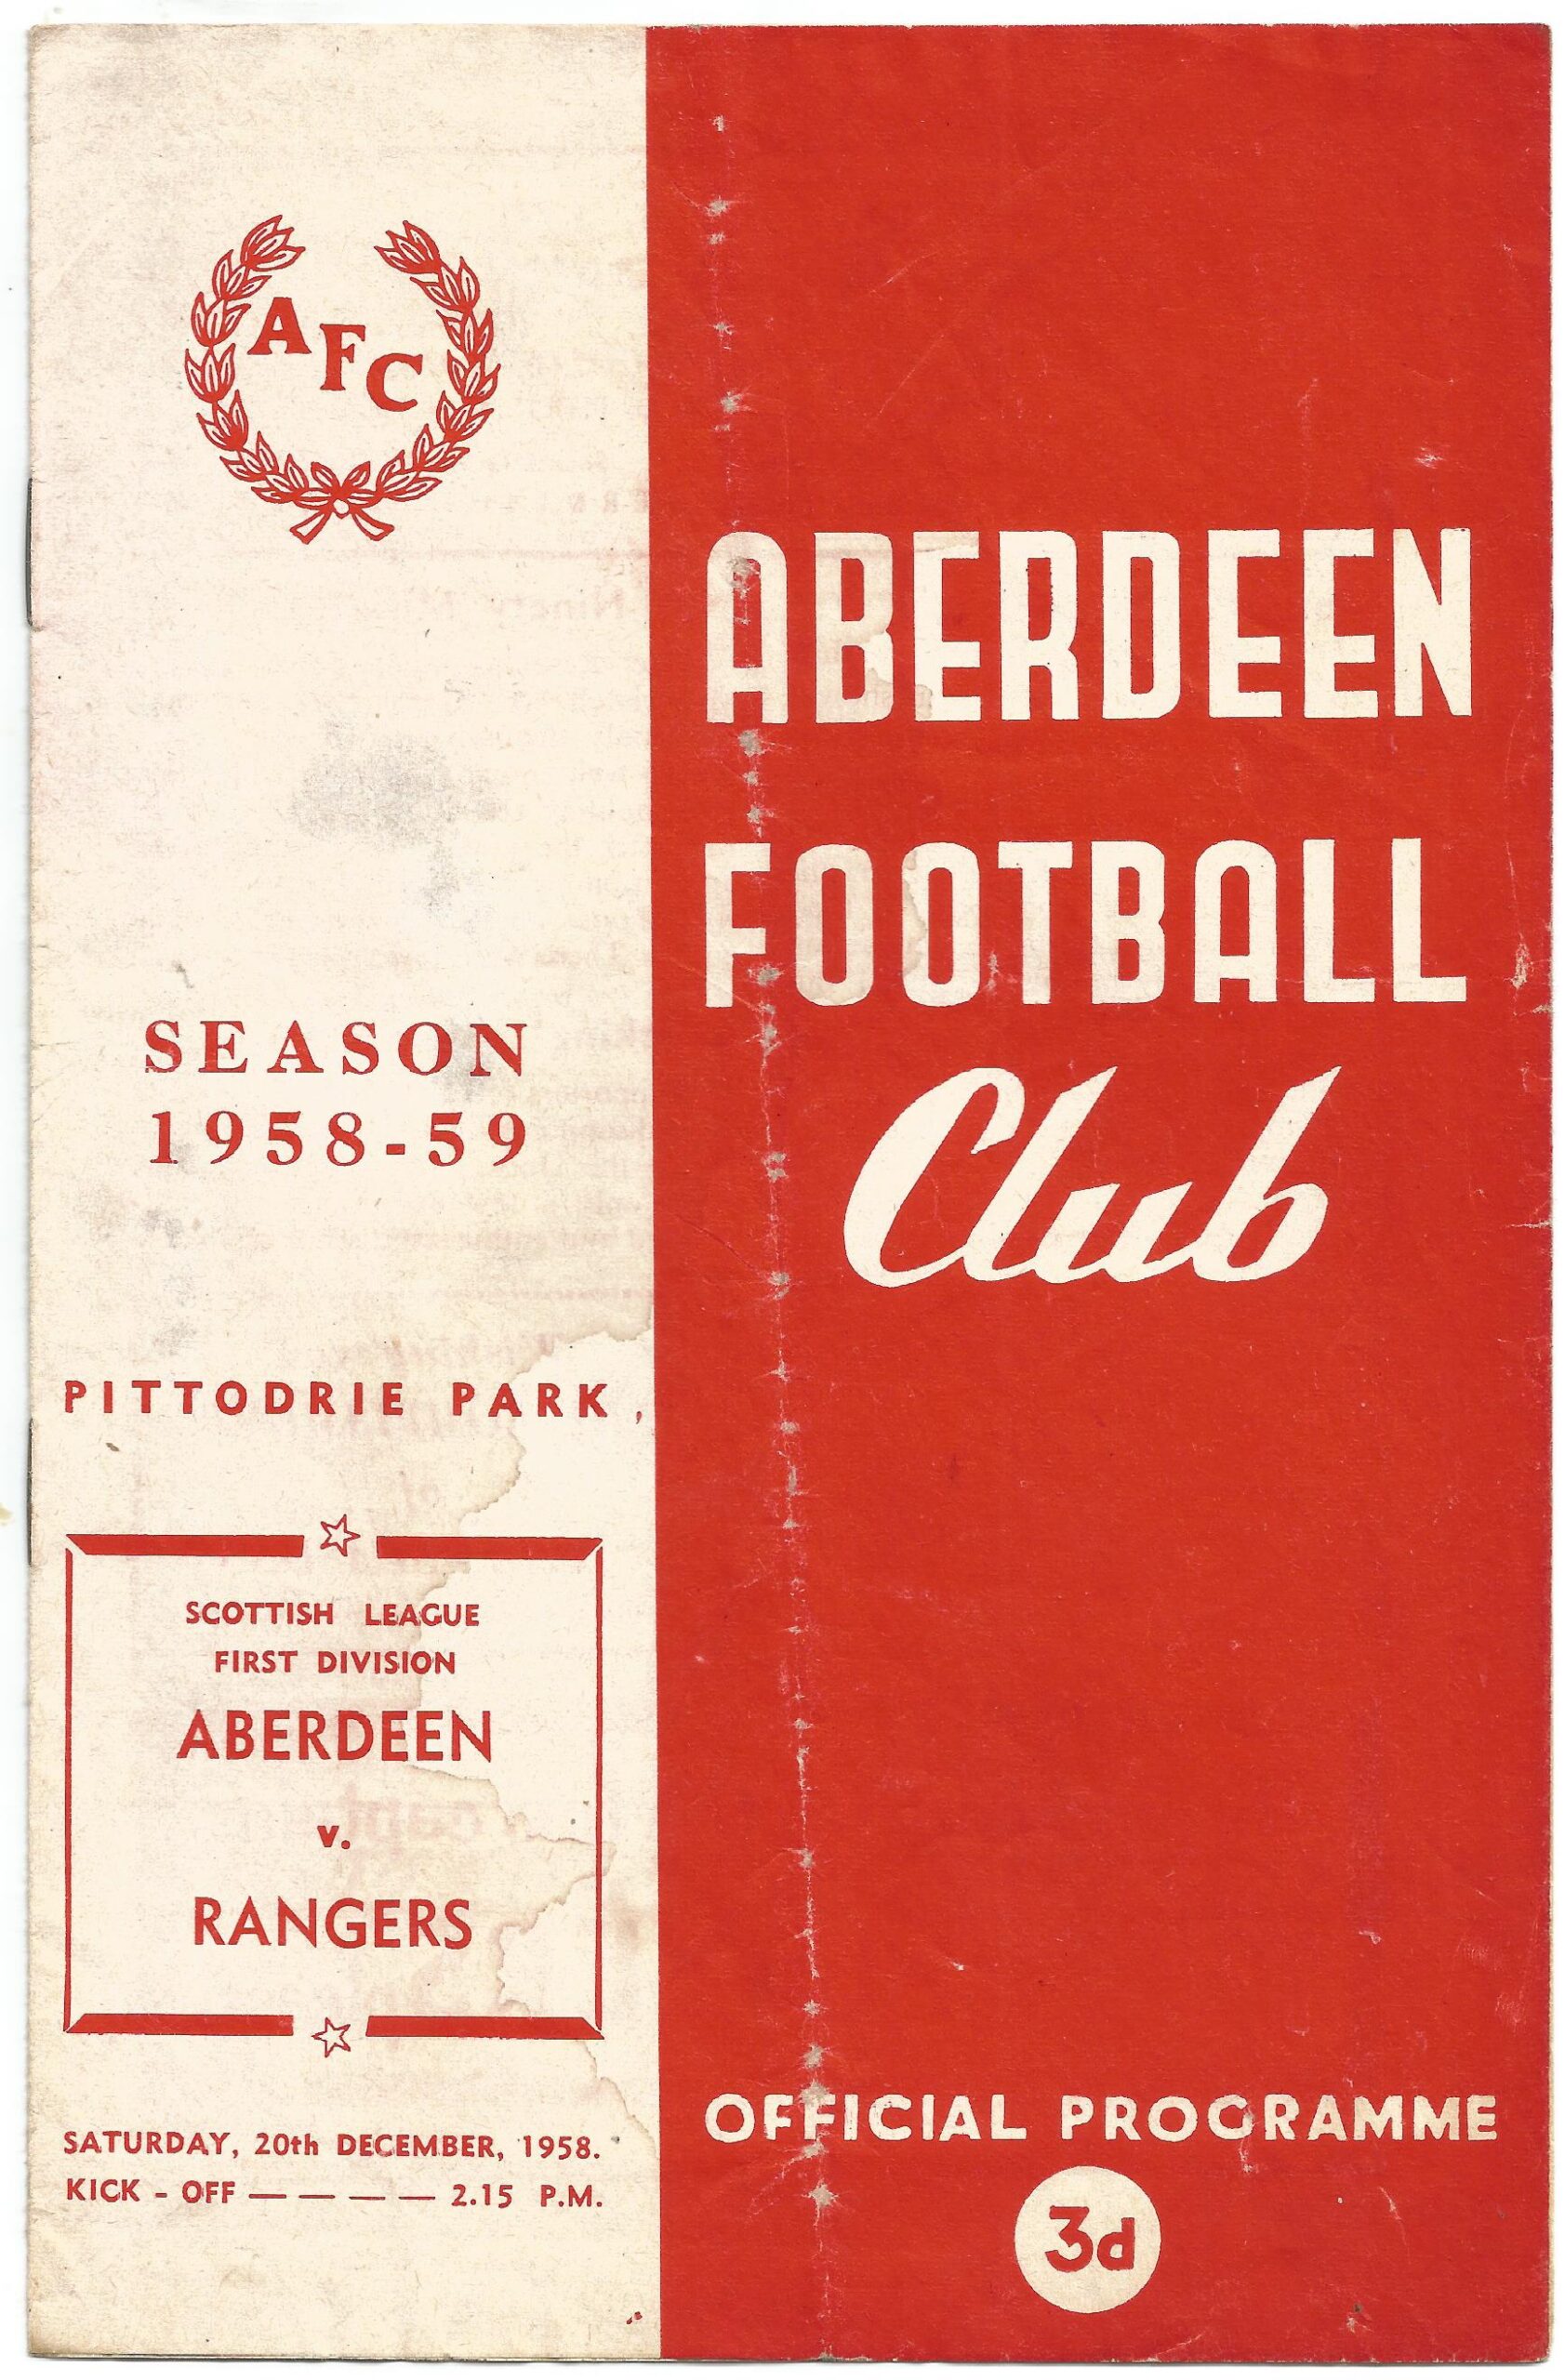 AFC
SEASON
1958-59
PITTODRIE PARK,
SCOTTISH LEAGUE
FIRST DIVISION
ABERDEEN
v.
RANGERS
SATURDAY, 20th DECEMBER, 1958.
KICK - OFF — — — — 2.15 P.M.
ABERDEEN
FOOTBALL
Club
OFFICIAL PROGRAMME
3d